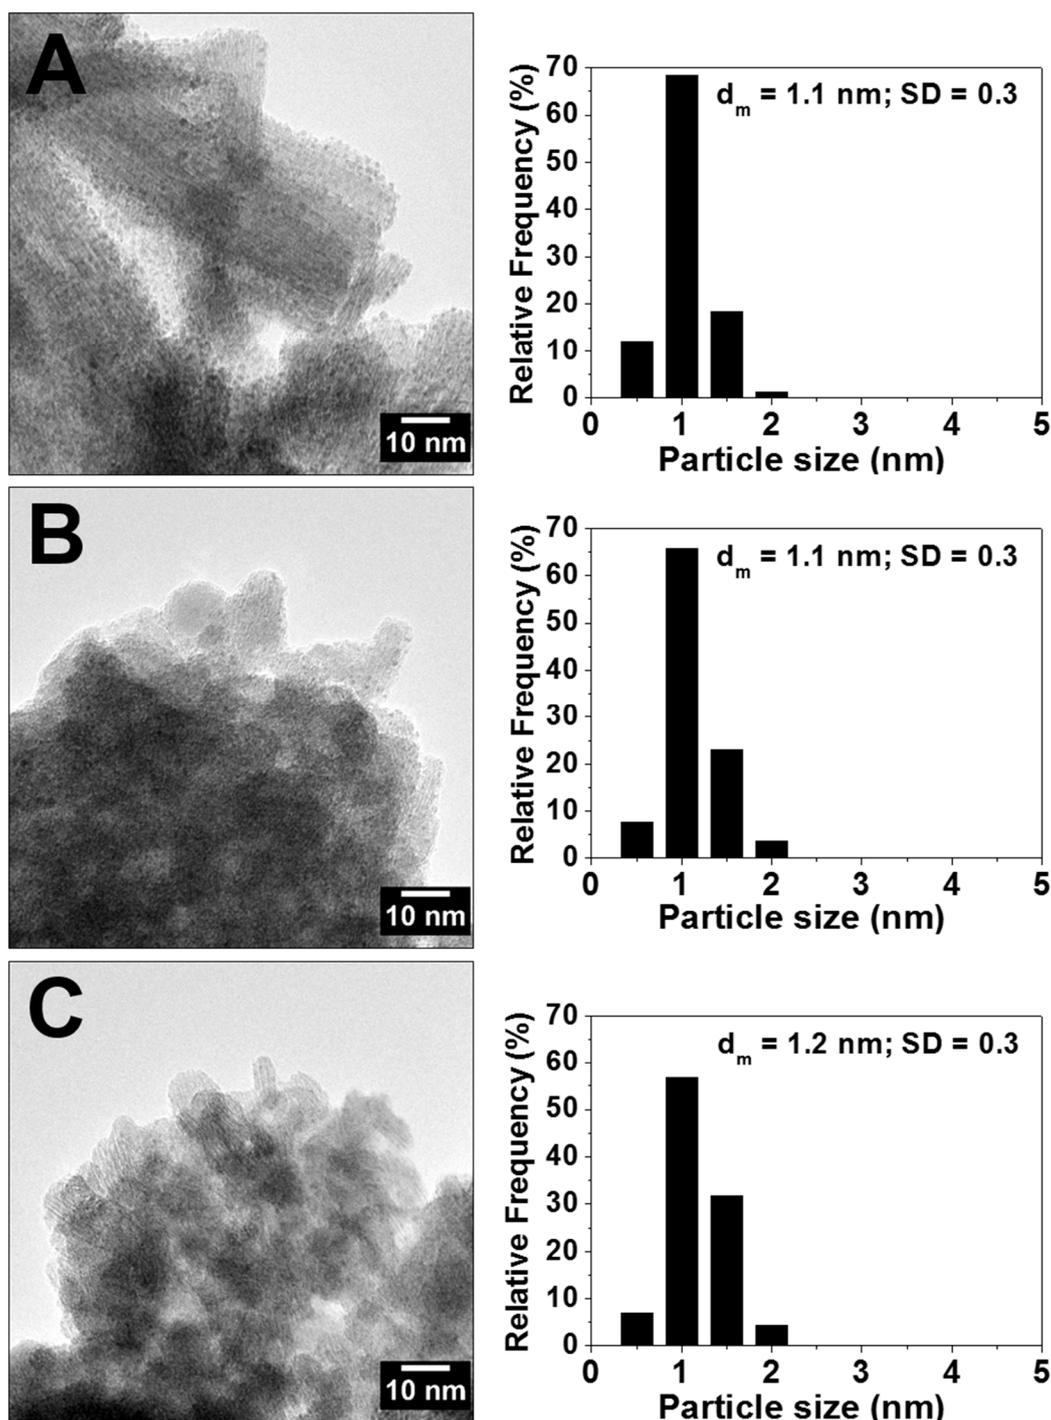 A
10 nm
Relative Frequency (%)
70
60
50
40
30
20
10
0
d_m = 1.1 nm; SD = 0.3
0 1 2 3 4 5
Particle size (nm)
B
10 nm
Relative Frequency (%)
70
60
50
40
30
20
10
0
d_m = 1.1 nm; SD = 0.3
0 1 2 3 4 5
Particle size (nm)
C
10 nm
Relative Frequency (%)
70
60
50
40
30
20
10
0
d_m = 1.2 nm; SD = 0.3
0 1 2 3 4 5
Particle size (nm)